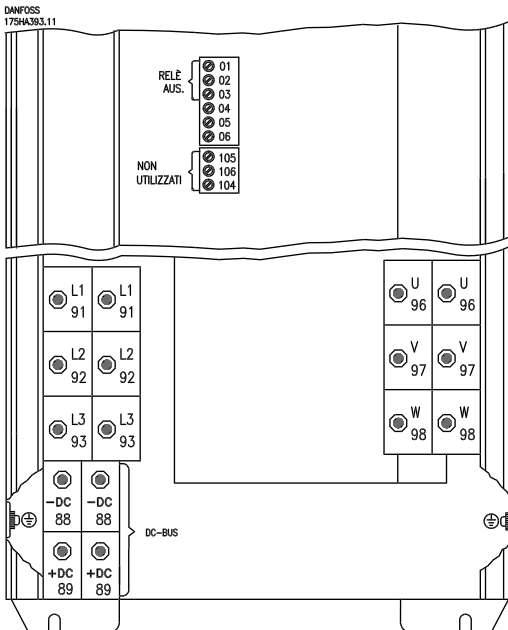 DANFOSS
175HA393.11
RELÈ
AUS.
01
02
03
04
05
06
NON
UTILIZZATI
105
106
104
L1
91
L1
91
L2
92
L2
92
L3
93
L3
93
U
96
U
96
V
97
V
97
W
98
W
98
-DC
88
-DC
88
+DC
89
+DC
89
DC-BUS